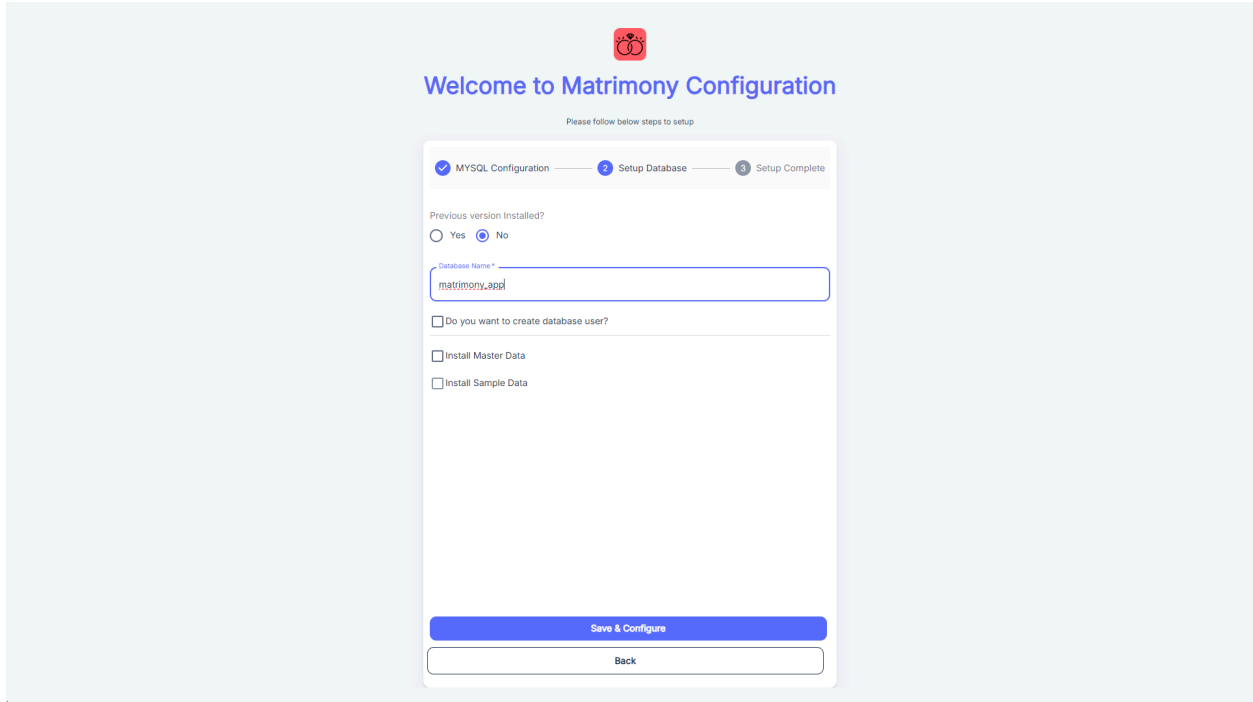 Welcome to Matrimony Configuration
Please follow below steps to setup
MYSQL Configuration 2 Setup Database 3 Setup Complete
Previous version Installed?
Yes No
Database Name *
matrimony_app
Do you want to create database user?
Install Master Data
Install Sample Data
Save & Configure
Back